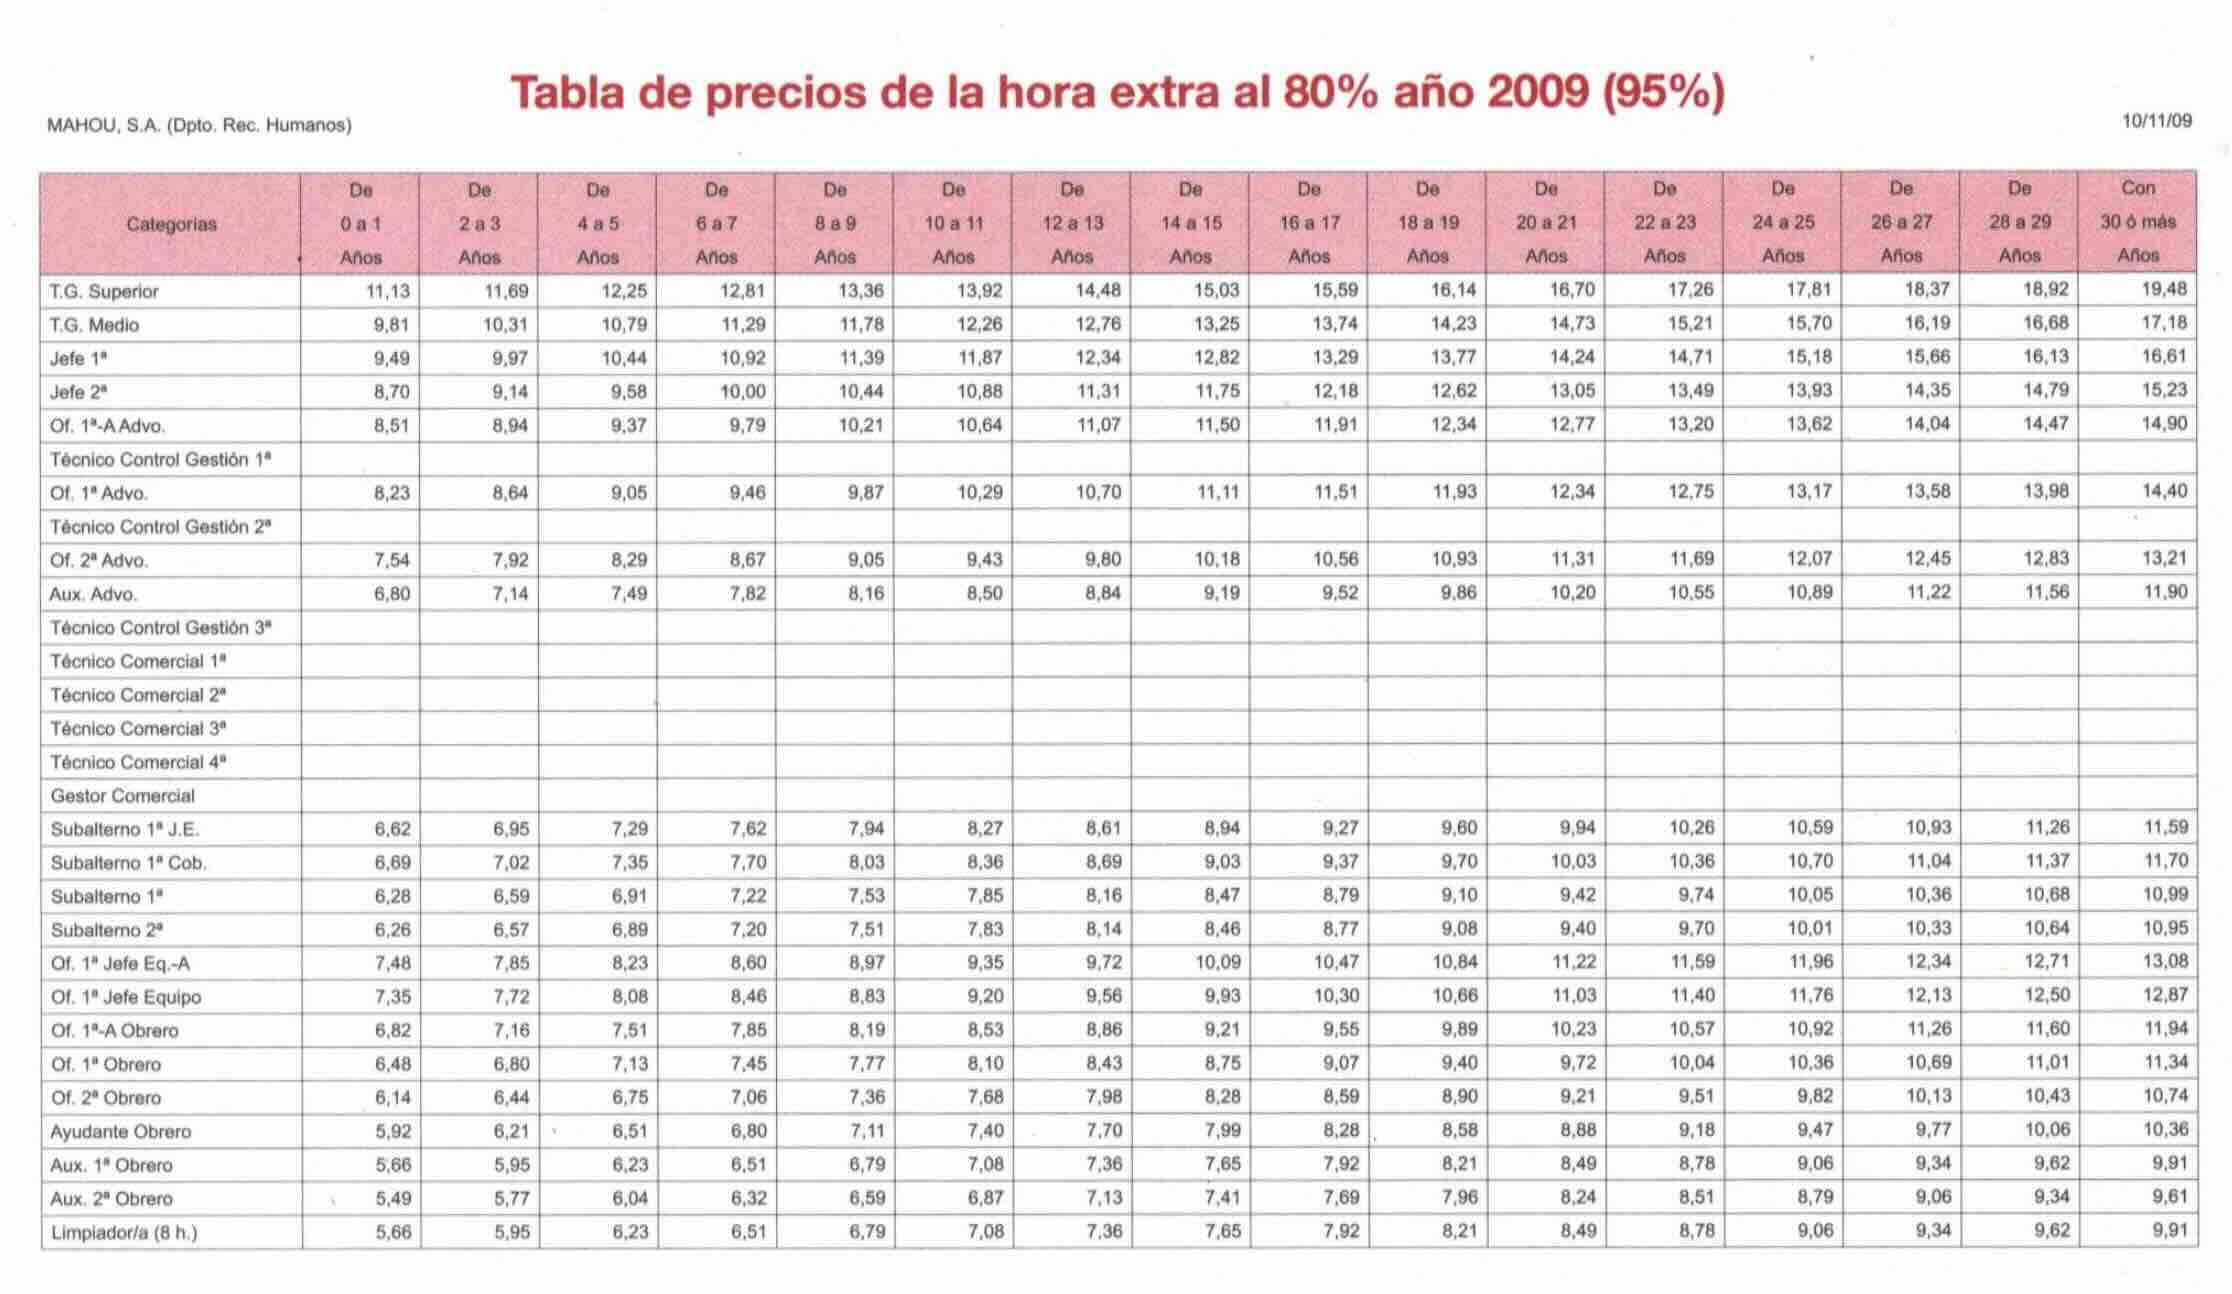 Tabla de precios de la hora extra al 80% año 2009 (95%)
MAHOU, S.A. (Dpto. Rec. Humanos) 10/11/09
De De De De De De De De De De De De De De De Con
Categorías 0 a 1 2 a 3 4 a 5 6 a 7 8 a 9 10 a 11 12 a 13 14 a 15 16 a 17 18 a 19 20 a 21 22 a 23 24 a 25 26 a 27 28 a 29 30 ó más
Años Años Años Años Años Años Años Años Años Años Años Años Años Años Años Años
T.G. Superior 11,13 11,69 12,25 12,81 13,36 13,92 14,48 15,03 15,59 16,14 16,70 17,26 17,81 18,37 18,92 19,48
T.G. Medio 9,81 10,31 10,79 11,29 11,78 12,26 12,76 13,25 13,74 14,23 14,73 15,21 15,70 16,19 16,68 17,18
Jefe 1ª 9,49 9,97 10,44 10,92 11,39 11,87 12,34 12,82 13,29 13,77 14,24 14,71 15,18 15,66 16,13 16,61
Jefe 2ª 8,70 9,14 9,58 10,00 10,44 10,88 11,31 11,75 12,18 12,62 13,05 13,49 13,93 14,35 14,79 15,23
Of. 1ª-A Advo. 8,51 8,94 9,37 9,79 10,21 10,64 11,07 11,50 11,91 12,34 12,77 13,20 13,62 14,04 14,47 14,90
Técnico Control Gestión 1ª
Of. 1ª Advo. 8,23 8,64 9,05 9,46 9,87 10,29 10,70 11,11 11,51 11,93 12,34 12,75 13,17 13,58 13,98 14,40
Técnico Control Gestión 2ª
Of. 2ª Advo. 7,54 7,92 8,29 8,67 9,05 9,43 9,80 10,18 10,56 10,93 11,31 11,69 12,07 12,45 12,83 13,21
Aux. Advo. 6,80 7,14 7,49 7,82 8,16 8,50 8,84 9,19 9,52 9,86 10,20 10,55 10,89 11,22 11,56 11,90
Técnico Control Gestión 3ª
Técnico Comercial 1ª
Técnico Comercial 2ª
Técnico Comercial 3ª
Técnico Comercial 4ª
Gestor Comercial
Subalterno 1ª J.E. 6,62 6,95 7,29 7,62 7,94 8,27 8,61 8,94 9,27 9,60 9,94 10,26 10,59 10,93 11,26 11,59
Subalterno 1ª Cob. 6,69 7,02 7,35 7,70 8,03 8,36 8,69 9,03 9,37 9,70 10,03 10,36 10,70 11,04 11,37 11,70
Subalterno 1ª 6,28 6,59 6,91 7,22 7,53 7,85 8,16 8,47 8,79 9,10 9,42 9,74 10,05 10,36 10,68 10,99
Subalterno 2ª 6,26 6,57 6,89 7,20 7,51 7,83 8,14 8,46 8,77 9,08 9,40 9,70 10,01 10,33 10,64 10,95
Of. 1ª Jefe Eq.-A 7,48 7,85 8,23 8,60 8,97 9,35 9,72 10,09 10,47 10,84 11,22 11,59 11,96 12,34 12,71 13,08
Of. 1ª Jefe Equipo 7,35 7,72 8,08 8,46 8,83 9,20 9,56 9,93 10,30 10,66 11,03 11,40 11,76 12,13 12,50 12,87
Of. 1ª-A Obrero 6,82 7,16 7,51 7,85 8,19 8,53 8,86 9,21 9,55 9,89 10,23 10,57 10,92 11,26 11,60 11,94
Of. 1ª Obrero 6,48 6,80 7,13 7,45 7,77 8,10 8,43 8,75 9,07 9,40 9,72 10,04 10,36 10,69 11,01 11,34
Of. 2ª Obrero 6,14 6,44 6,75 7,06 7,36 7,68 7,98 8,28 8,59 8,90 9,21 9,51 9,82 10,13 10,43 10,74
Ayudante Obrero 5,92 6,21 6,51 6,80 7,11 7,40 7,70 7,99 8,28 8,58 8,88 9,18 9,47 9,77 10,06 10,36
Aux. 1ª Obrero 5,66 5,95 6,23 6,51 6,79 7,08 7,36 7,65 7,92 8,21 8,49 8,78 9,06 9,34 9,62 9,91
Aux. 2ª Obrero 5,49 5,77 6,04 6,32 6,59 6,87 7,13 7,41 7,69 7,96 8,24 8,51 8,79 9,06 9,34 9,61
Limpiador/a (8 h.) 5,66 5,95 6,23 6,51 6,79 7,08 7,36 7,65 7,92 8,21 8,49 8,78 9,06 9,34 9,62 9,91